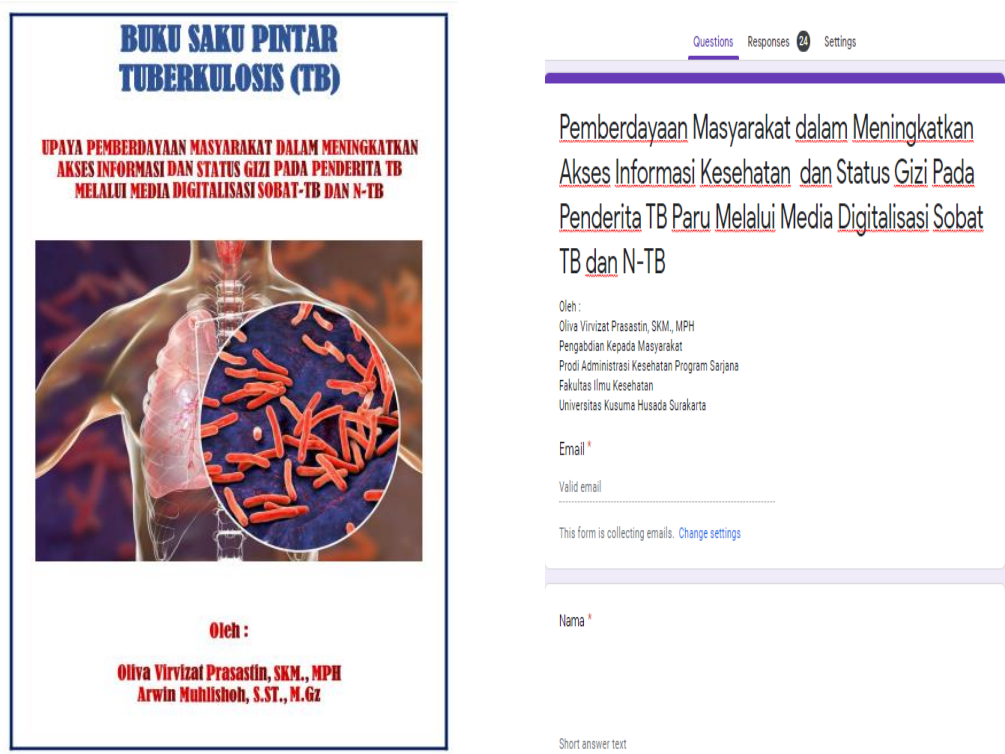 BUKU SAKU PINTAR
TUBERKULOSIS (TB)
UPAYA PEMBERDAYAAN MASYARAKAT DALAM MENINGKATKAN
AKSES INFORMASI DAN STATUS GIZI PADA PENDERITA TB
MELALUI MEDIA DIGITALISASI SOBAT-TB DAN N-TB
Oleh :
Oliva Virvizat Prasastin, SKM., MPH
Arwin Muhlishoh, S.ST., M.Gz
Questions Responses 24 Settings
Pemberdayaan Masyarakat dalam Meningkatkan
Akses Informasi Kesehatan dan Status Gizi Pada
Penderita TB Paru Melalui Media Digitalisasi Sobat
TB dan N-TB
Oleh :
Oliva Virvizat Prasastin, SKM., MPH
Pengabdian Kepada Masyarakat
Prodi Administrasi Kesehatan Program Sarjana
Fakultas Ilmu Kesehatan
Universitas Kusuma Husada Surakarta
Email *
Valid email
This form is collecting emails. Change settings
Nama *
Short answer text